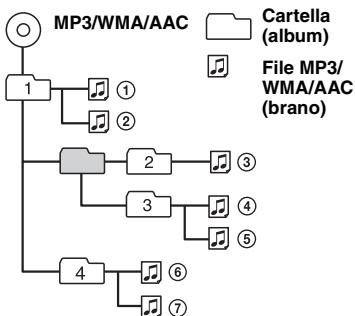 MP3/WMA/AAC
Cartella
(album)
File MP3/
WMA/AAC
(brano)
1
①
②
2
③
3
④
⑤
4
⑥
⑦